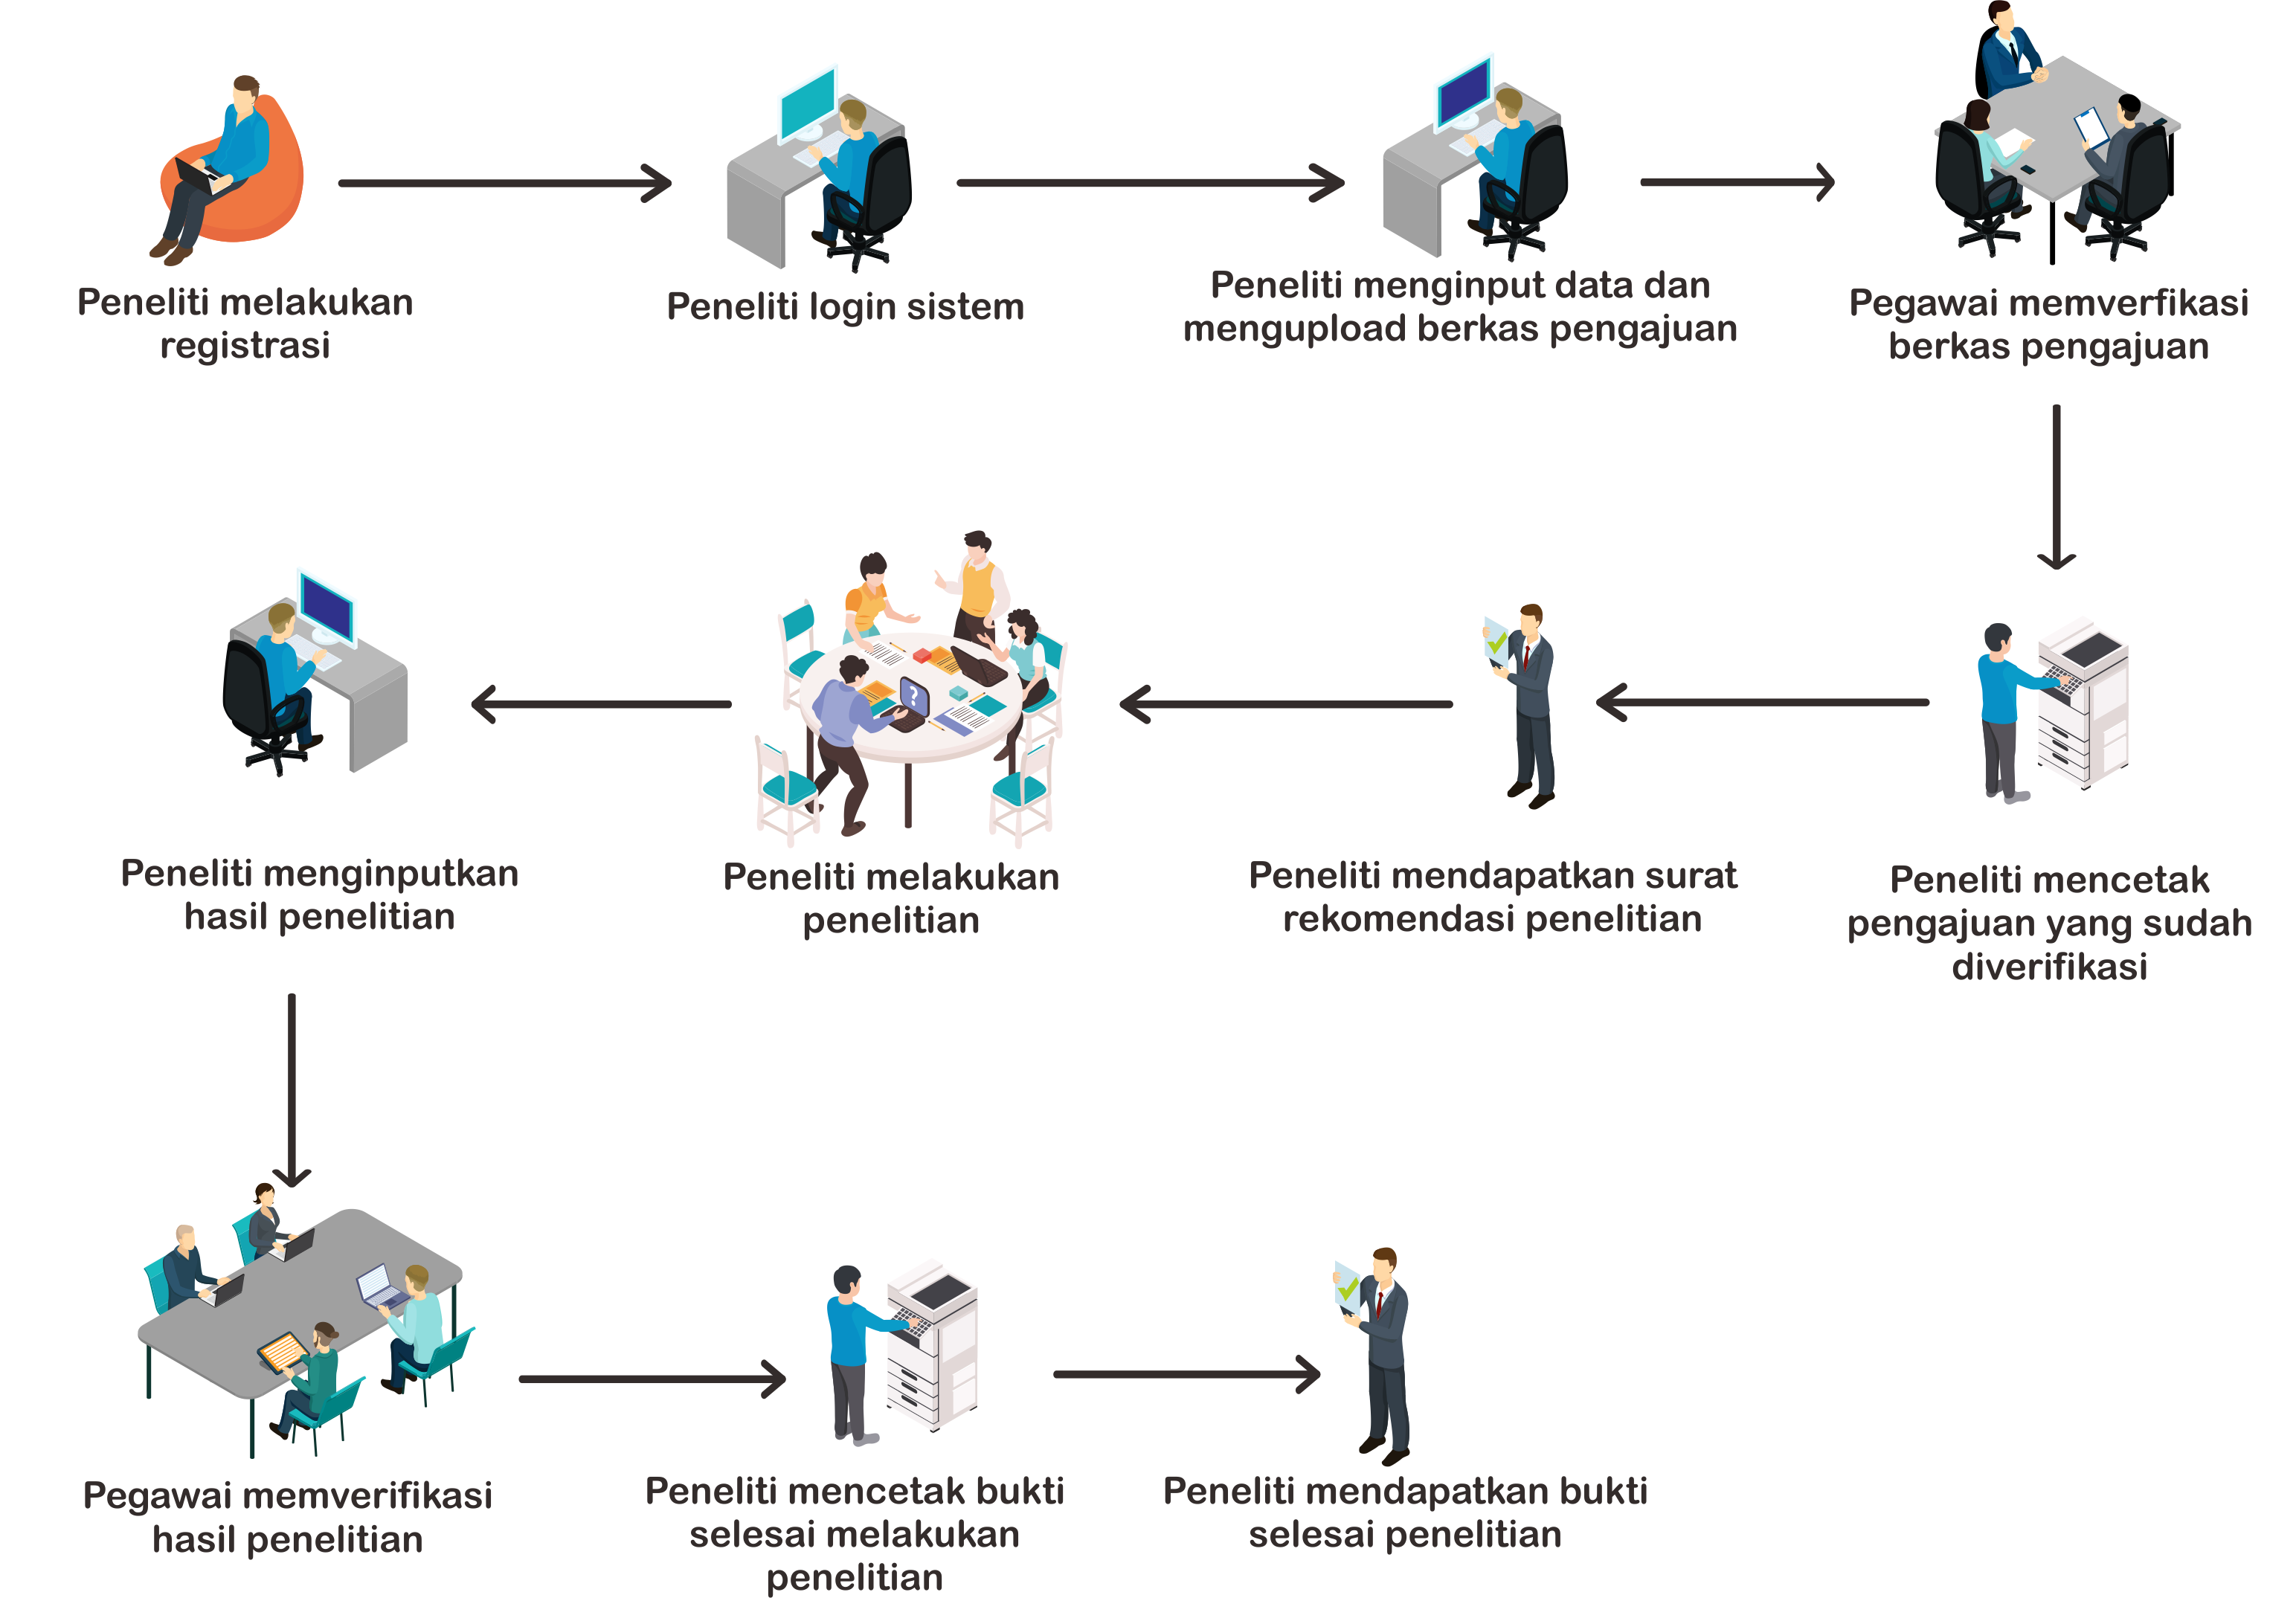 Peneliti melakukan
registrasi
Peneliti login sistem
Peneliti menginput data dan
mengupload berkas pengajuan
Pegawai memverfikasi
berkas pengajuan
Peneliti mencetak
pengajuan yang sudah
diverifikasi
Peneliti mendapatkan surat
rekomendasi penelitian
?
Peneliti melakukan
penelitian
Peneliti menginputkan
hasil penelitian
Pegawai memverifikasi
hasil penelitian
Peneliti mencetak bukti
selesai melakukan
penelitian
Peneliti mendapatkan bukti
selesai penelitian